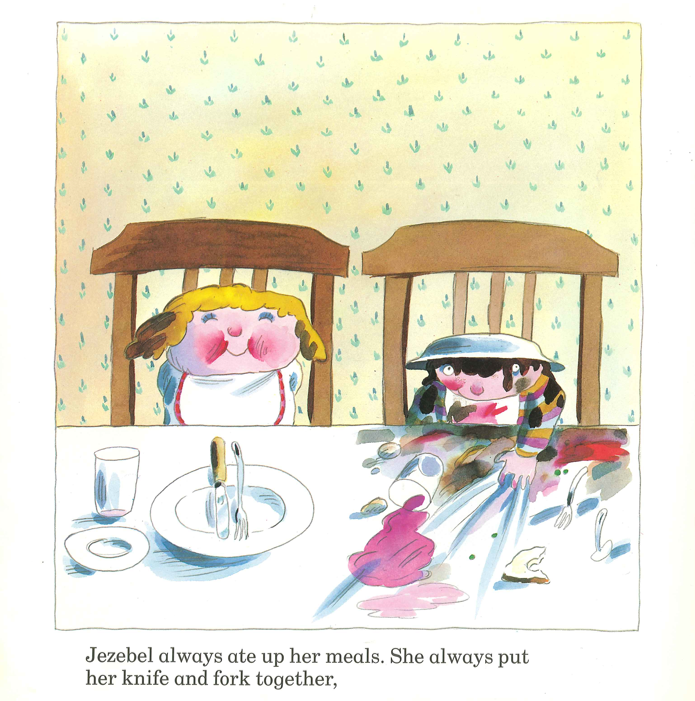 Jezebel always ate up her meals. She always put
her knife and fork together,